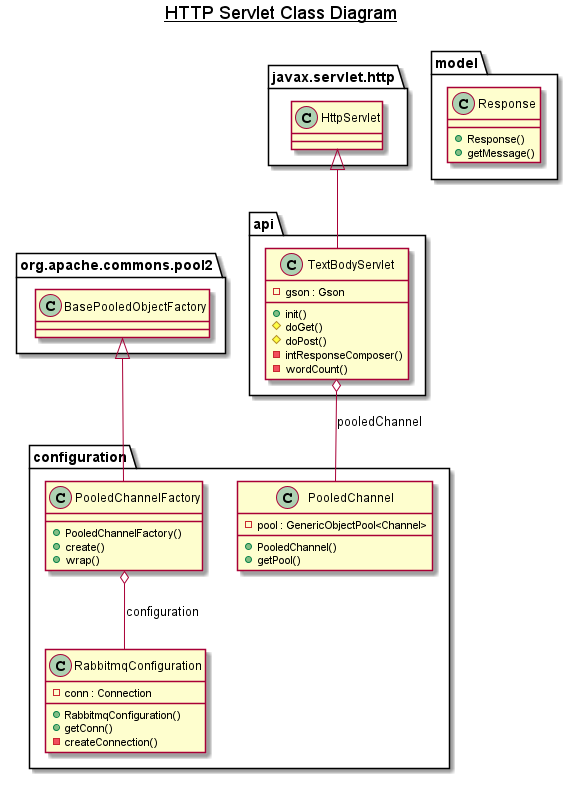 HTTP Servlet Class Diagram
javax.servlet.http
C HttpServlet
model
C Response
Response()
getMessage()
api
C TextBodyServlet
gson : Gson
init()
doGet()
doPost()
intResponseComposer()
wordCount()
org.apache.commons.pool2
C BasePooledObjectFactory
pooledChannel
configuration
C PooledChannelFactory
PooledChannelFactory()
create()
wrap()
C PooledChannel
pool : GenericObjectPool<Channel>
PooledChannel()
getPool()
configuration
C RabbitmqConfiguration
conn : Connection
RabbitmqConfiguration()
getConn()
createConnection()